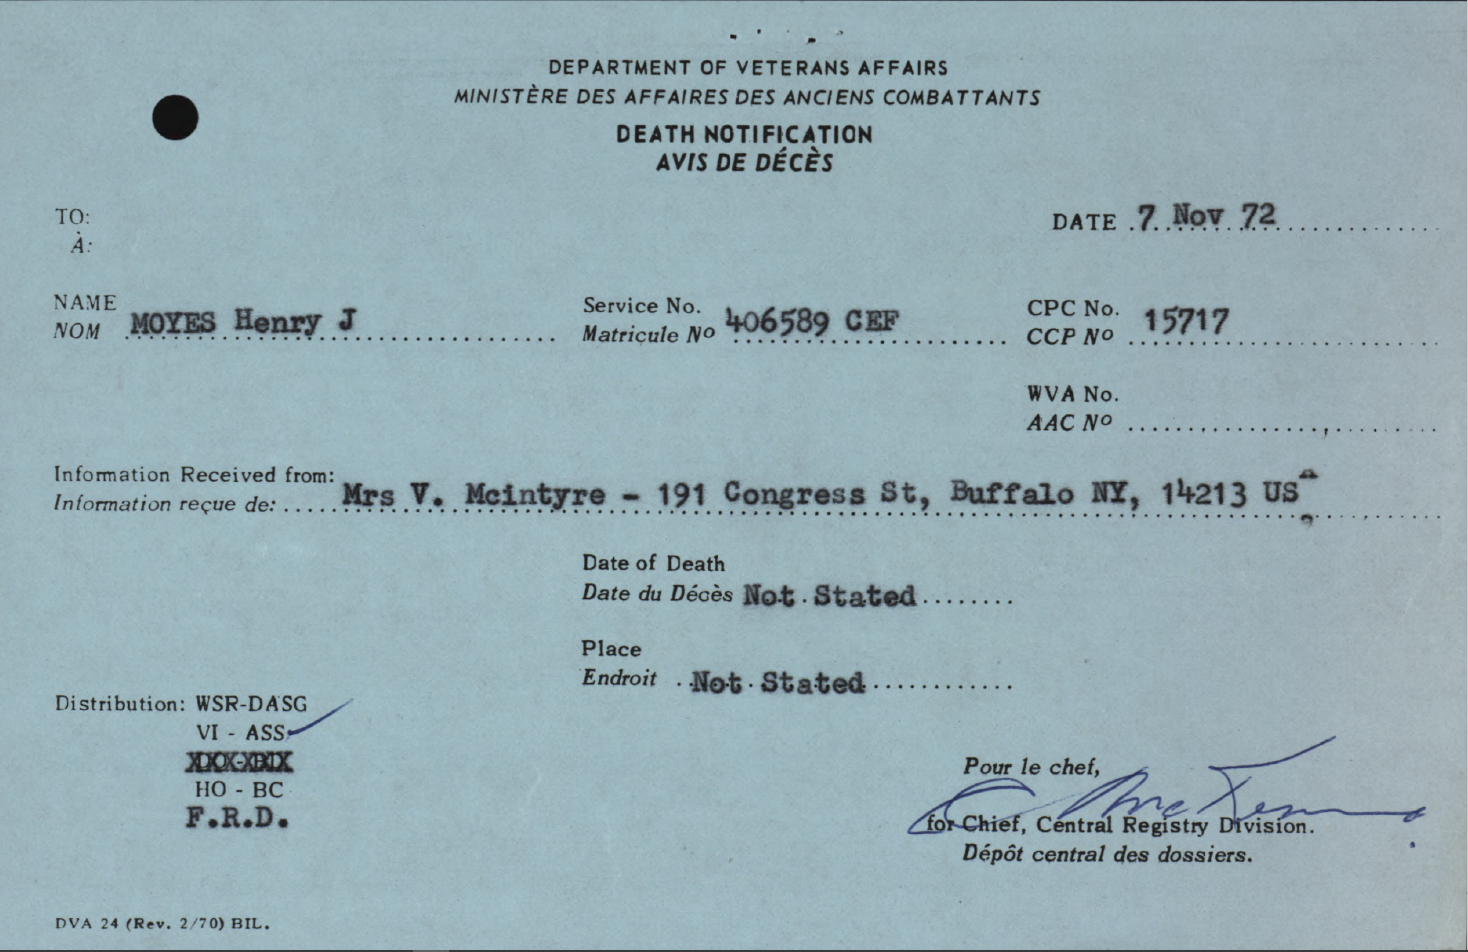 DEPARTMENT OF VETERANS AFFAIRS
MINISTÈRE DES AFFAIRES DES ANCIENS COMBATTANTS
DEATH NOTIFICATION
AVIS DE DÉCÈS
TO:
À:
DATE 7 Nov 72
NAME
NOM MOYES Henry J
Service No.
Matricule Nº 406589 CEF
CPC No.
CCP Nº 15717
WVA No.
AAC Nº
Information Received from:
Information reçue de: Mrs V. Mcintyre - 191 Congress St, Buffalo NY, 14213 US
Date of Death
Date du Décès Not Stated
Place
Endroit Not Stated
Distribution: WSR-DASG
VI - ASS
HO - BC
F.R.D.
Pour le chef,
for Chief, Central Registry Division.
Dépôt central des dossiers.
DVA 24 (Rev. 2/70) BIL.